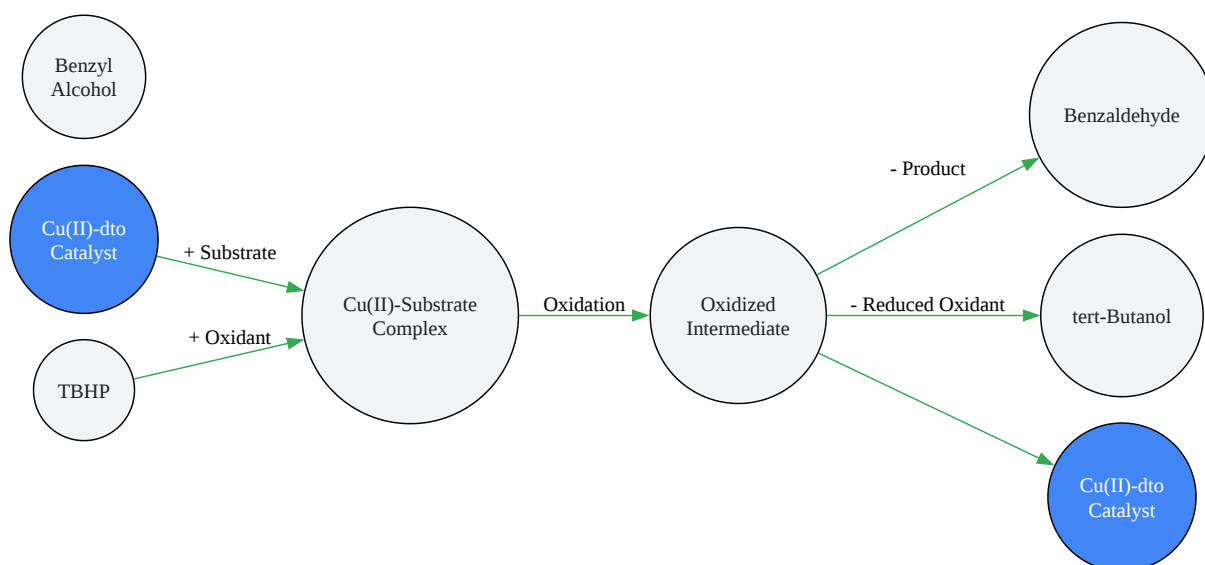 Benzyl
Alcohol
Cu(II)-dto
Catalyst
TBHP
+ Substrate
+ Oxidant
Cu(II)-Substrate
Complex
Oxidation
Oxidized
Intermediate
- Product
- Reduced Oxidant
Benzaldehyde
tert-Butanol
Cu(II)-dto
Catalyst